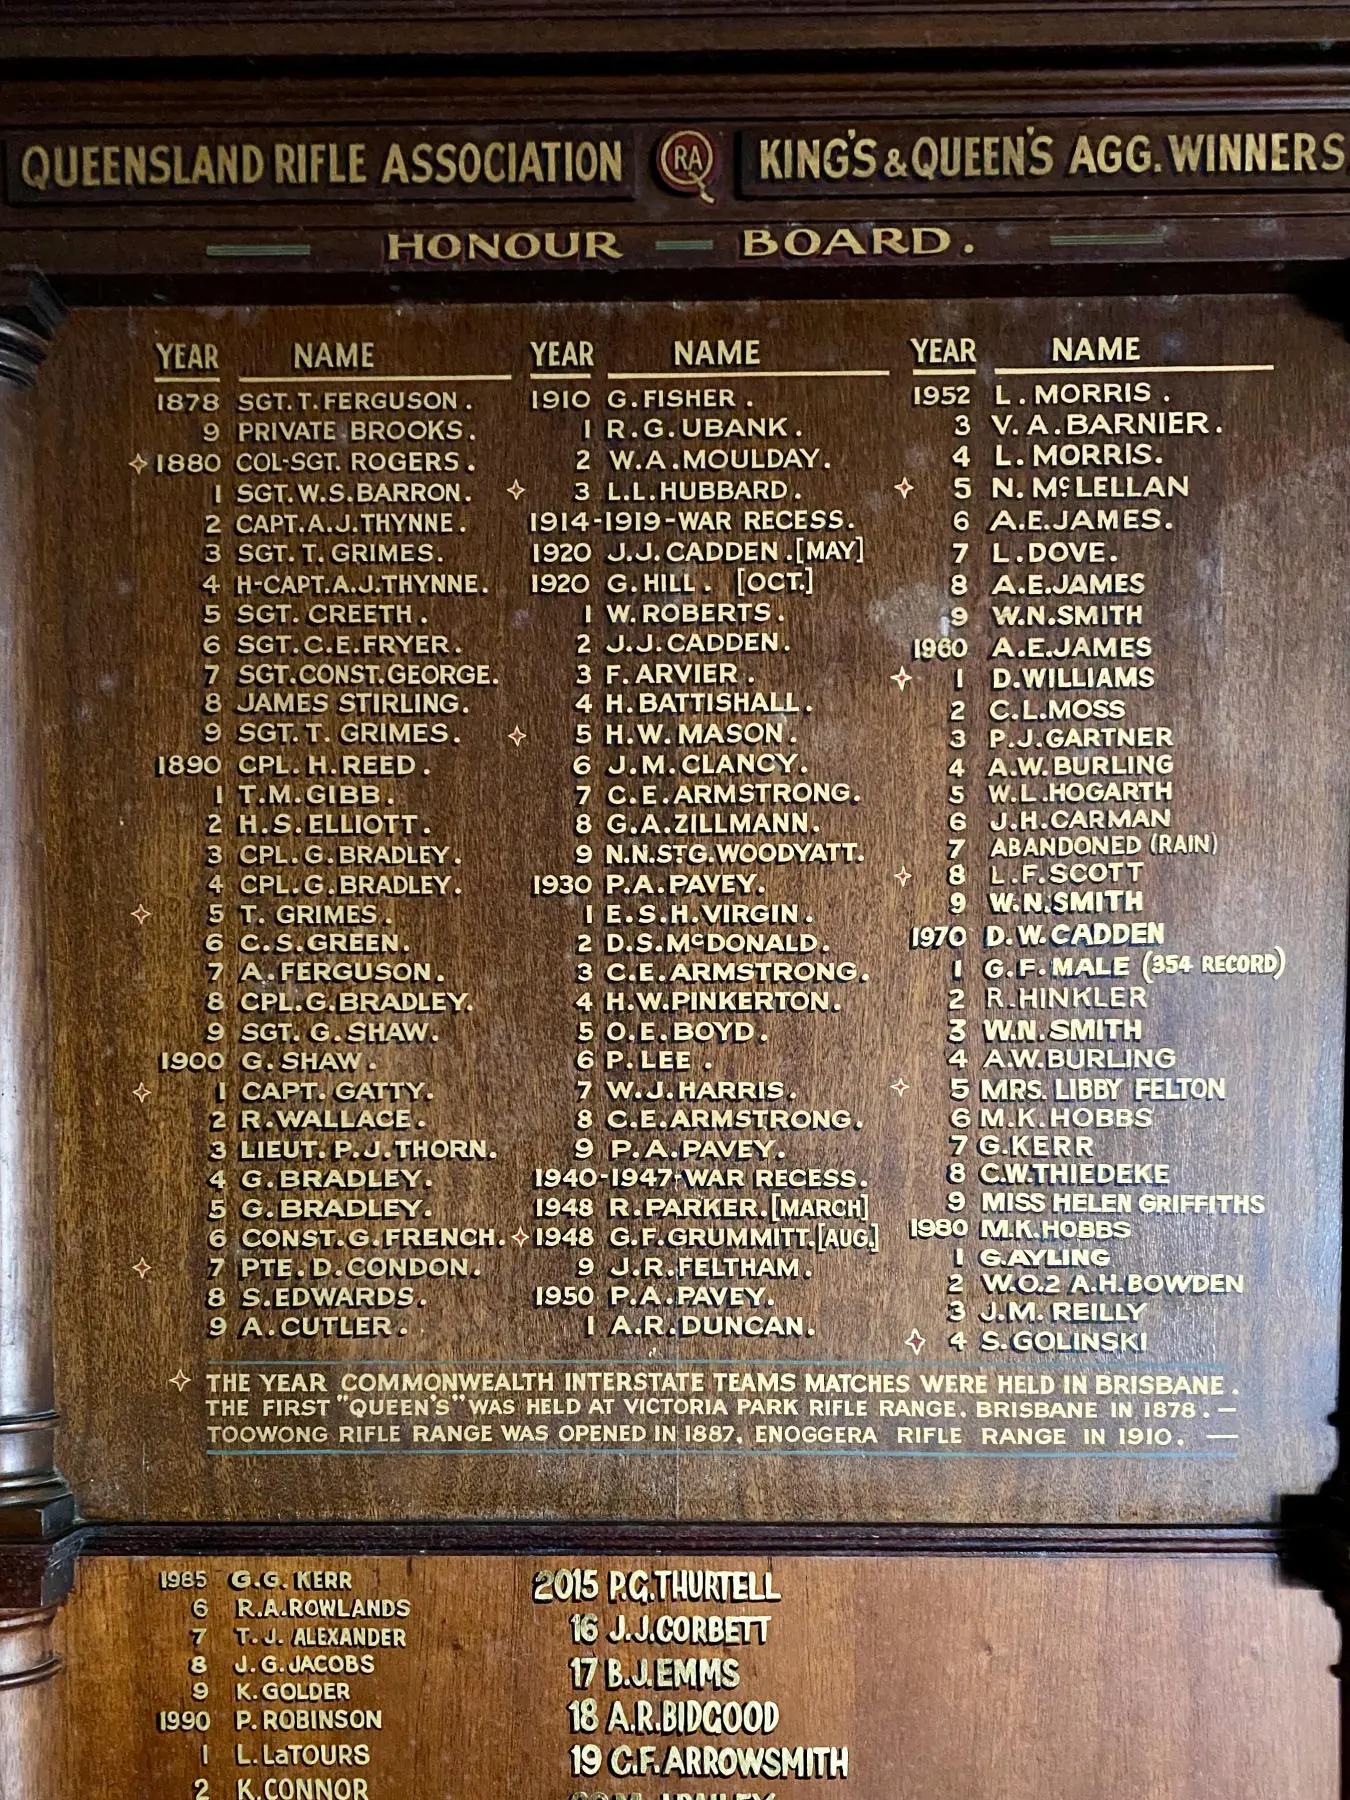 QUEENSLAND RIFLE ASSOCIATION QRA KING'S & QUEEN'S AGG. WINNERS
HONOUR — BOARD.
YEAR NAME
1878 SGT. T. FERGUSON.
9 PRIVATE BROOKS.
✧ 1880 COL-SGT. ROGERS.
1 SGT. W.S. BARRON.
2 CAPT. A.J. THYNNE.
3 SGT. T. GRIMES.
4 H-CAPT. A.J. THYNNE.
5 SGT. CREETH.
6 SGT. C.E. FRYER.
7 SGT. CONST. GEORGE.
8 JAMES STIRLING.
9 SGT. T. GRIMES.
1890 CPL. H. REED.
1 T.M. GIBB.
2 H.S. ELLIOTT.
3 CPL. G. BRADLEY.
4 CPL. G. BRADLEY.
✧ 5 T. GRIMES.
6 C.S. GREEN.
7 A. FERGUSON.
8 CPL. G. BRADLEY.
9 SGT. G. SHAW.
1900 G. SHAW.
✧ 1 CAPT. GATTY.
2 R. WALLACE.
3 LIEUT. P.J. THORN.
4 G. BRADLEY.
5 G. BRADLEY.
6 CONST. G. FRENCH.
✧ 7 PTE. D. CONDON.
8 S. EDWARDS.
9 A. CUTLER.
YEAR NAME
1910 G. FISHER.
1 R.G. UBANK.
2 W.A. MOULDAY.
✧ 3 L.L. HUBBARD.
1914-1919-WAR RECESS.
1920 J.J. CADDEN. [MAY]
1920 G. HILL. [OCT.]
1 W. ROBERTS.
2 J.J. CADDEN.
3 F. ARVIER.
4 H. BATTISHALL.
✧ 5 H.W. MASON.
6 J.M. CLANCY.
7 C.E. ARMSTRONG.
8 G.A. ZILLMANN.
9 N.N. ST.G. WOODYATT.
1930 P.A. PAVEY.
1 E.S.H. VIRGIN.
2 D.S. McDONALD.
3 C.E. ARMSTRONG.
4 H.W. PINKERTON.
5 O.E. BOYD.
6 P. LEE.
7 W.J. HARRIS.
8 C.E. ARMSTRONG.
9 P.A. PAVEY.
1940-1947-WAR RECESS.
1948 R. PARKER. [MARCH]
✧ 1948 G.F. GRUMMITT. [AUG.]
9 J.R. FELTHAM.
1950 P.A. PAVEY.
1 A.R. DUNCAN.
YEAR NAME
1952 L. MORRIS.
3 V.A. BARNIER.
4 L. MORRIS.
✧ 5 N. McLELLAN
6 A.E. JAMES.
7 L. DOVE.
8 A.E. JAMES
9 W.N. SMITH
1960 A.E. JAMES
✧ 1 D. WILLIAMS
2 C.L. MOSS
3 P.J. GARTNER
4 A.W. BURLING
5 W.L. HOGARTH
6 J.H. CARMAN
7 ABANDONED (RAIN)
✧ 8 L.F. SCOTT
9 W.N. SMITH
1970 D.W. CADDEN
1 G.F. MALE (354 RECORD)
2 R. HINKLER
3 W.N. SMITH
4 A.W. BURLING
✧ 5 MRS. LIBBY FELTON
6 M.K. HOBBS
7 G. KERR
8 C.W. THIEDEKE
9 MISS HELEN GRIFFITHS
1980 M.K. HOBBS
1 G. AYLING
2 W.O.2 A.H. BOWDEN
3 J.M. REILLY
✧ 4 S. GOLINSKI
✧ THE YEAR COMMONWEALTH INTERSTATE TEAMS MATCHES WERE HELD IN BRISBANE.
THE FIRST "QUEEN'S" WAS HELD AT VICTORIA PARK RIFLE RANGE. BRISBANE IN 1878. —
TOOWONG RIFLE RANGE WAS OPENED IN 1887. ENOGGERA RIFLE RANGE IN 1910. —
1985 G.G. KERR
6 R.A. ROWLANDS
7 T.J. ALEXANDER
8 J.G. JACOBS
9 K. GOLDER
1990 P. ROBINSON
1 L. LaTOURS
2 K. CONNOR
2015 P.G. THURTELL
16 J.J. CORBETT
17 B.J. EMMS
18 A.R. BIDGOOD
19 C.F. ARROWSMITH